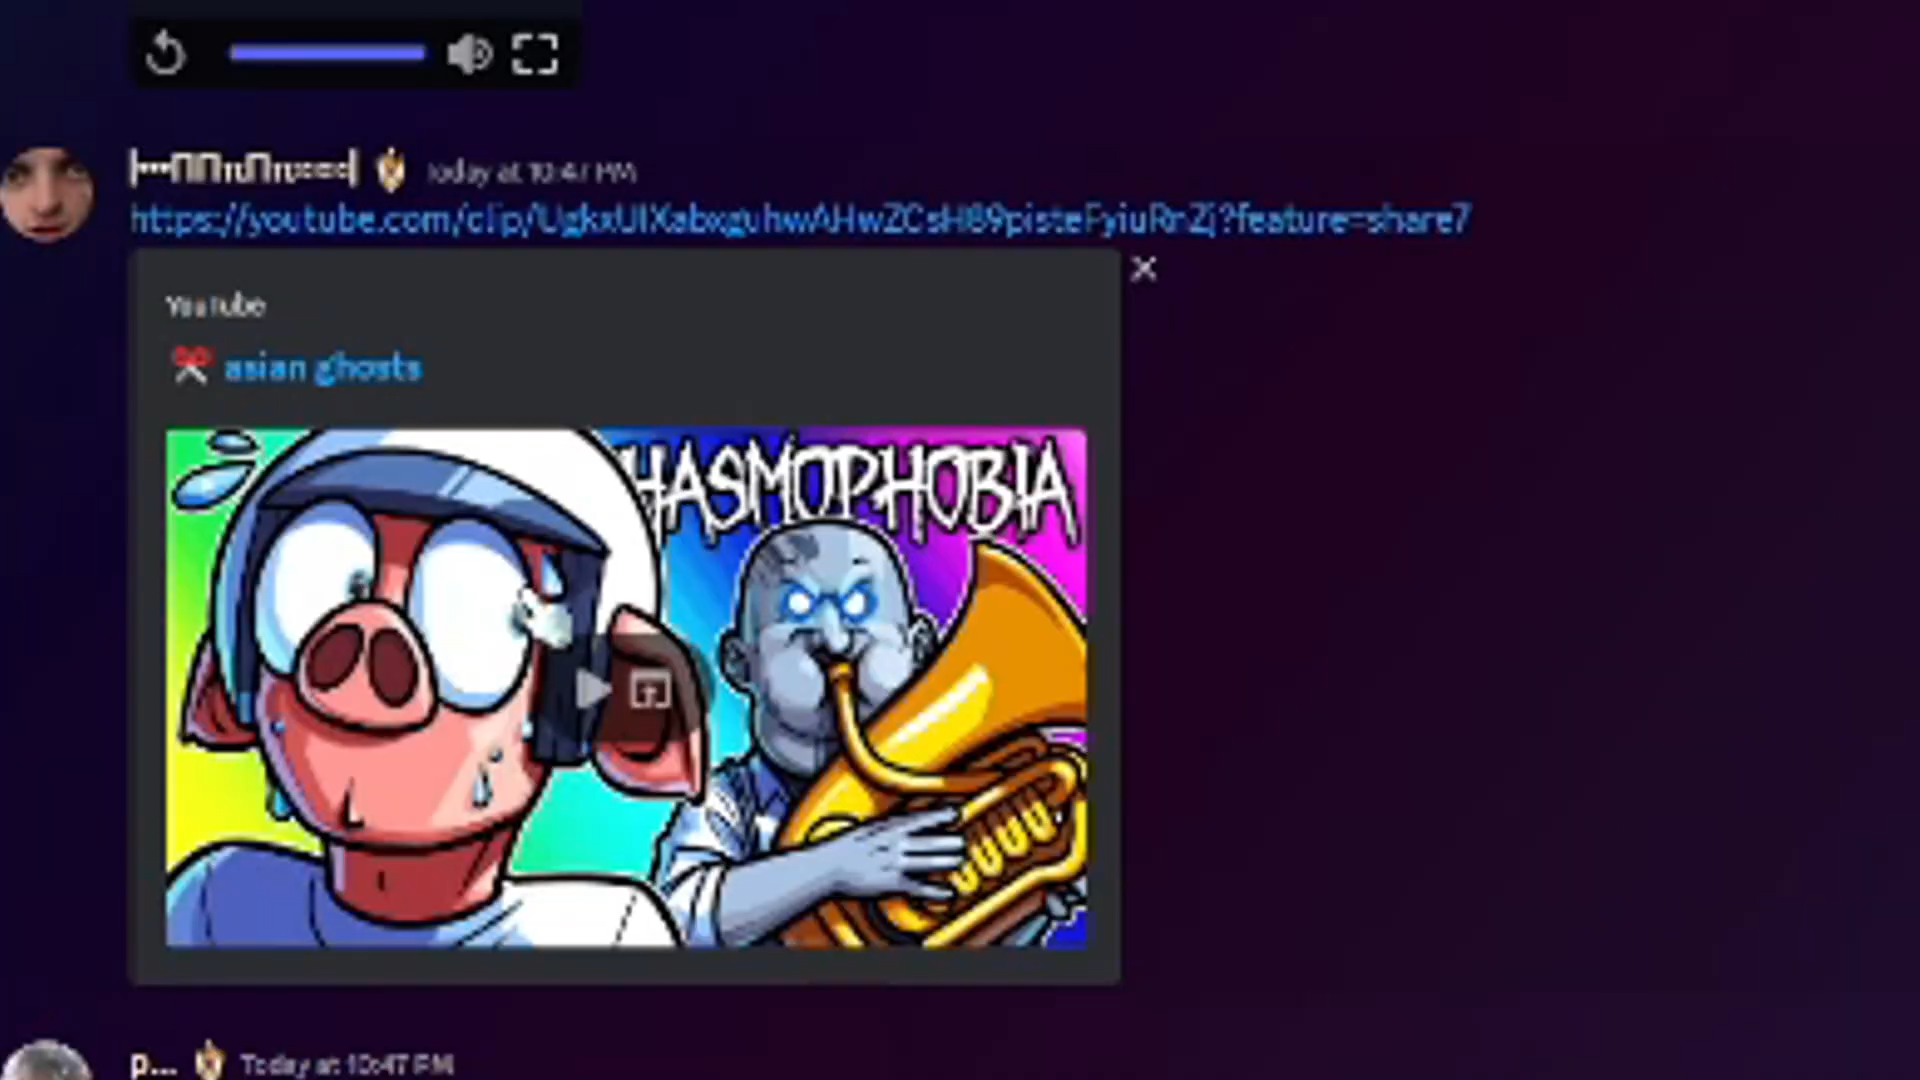 Today at 10:47 PM
https://youtube.com/clip/UgkxUIXabxguhwAHwZCsH89pisteFyiuRnZj?feature=share7
YouTube
asian ghosts
HASMOPHOBIA
p... Today at 10:47 PM